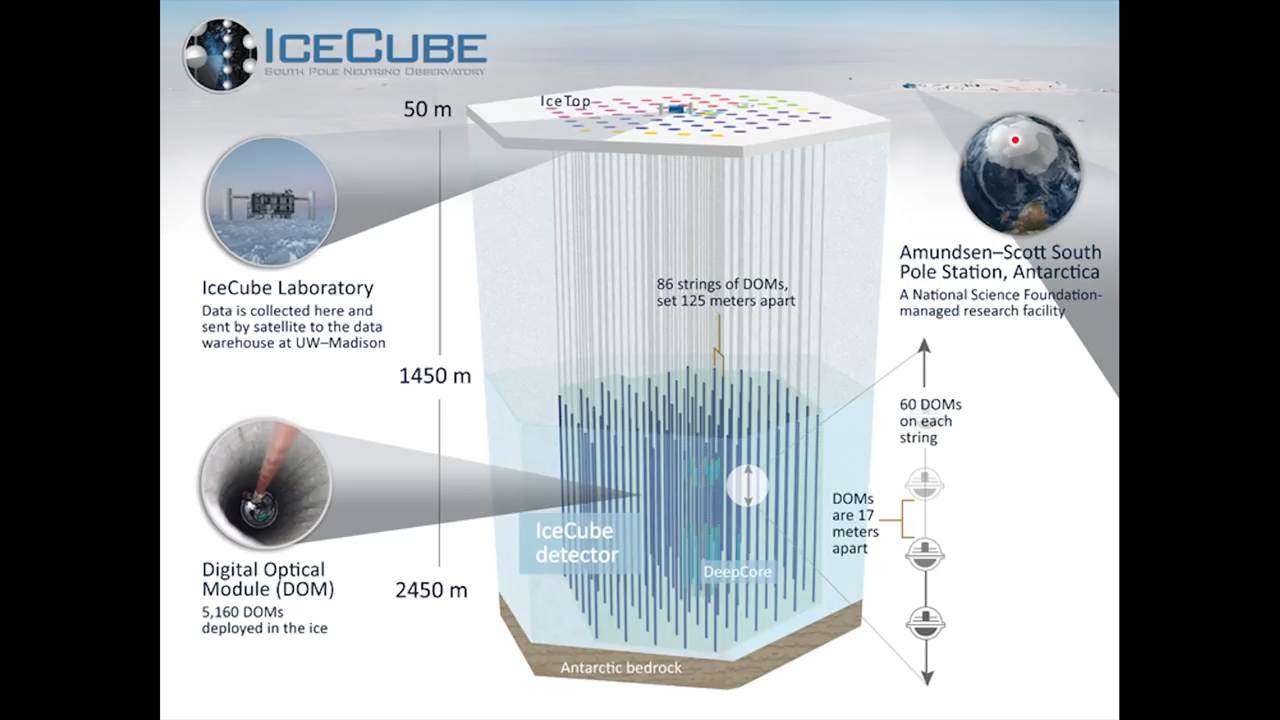 ICECUBE
SOUTH POLE NEUTRINO OBSERVATORY
50 m
IceTop
IceCube Laboratory
Data is collected here and
sent by satellite to the data
warehouse at UW–Madison
86 strings of DOMs,
set 125 meters apart
Amundsen–Scott South
Pole Station, Antarctica
A National Science Foundation-
managed research facility
1450 m
60 DOMs
on each
string
DOMs
are 17
meters
apart
IceCube
detector
DeepCore
Digital Optical
Module (DOM)
5,160 DOMs
deployed in the ice
2450 m
Antarctic bedrock